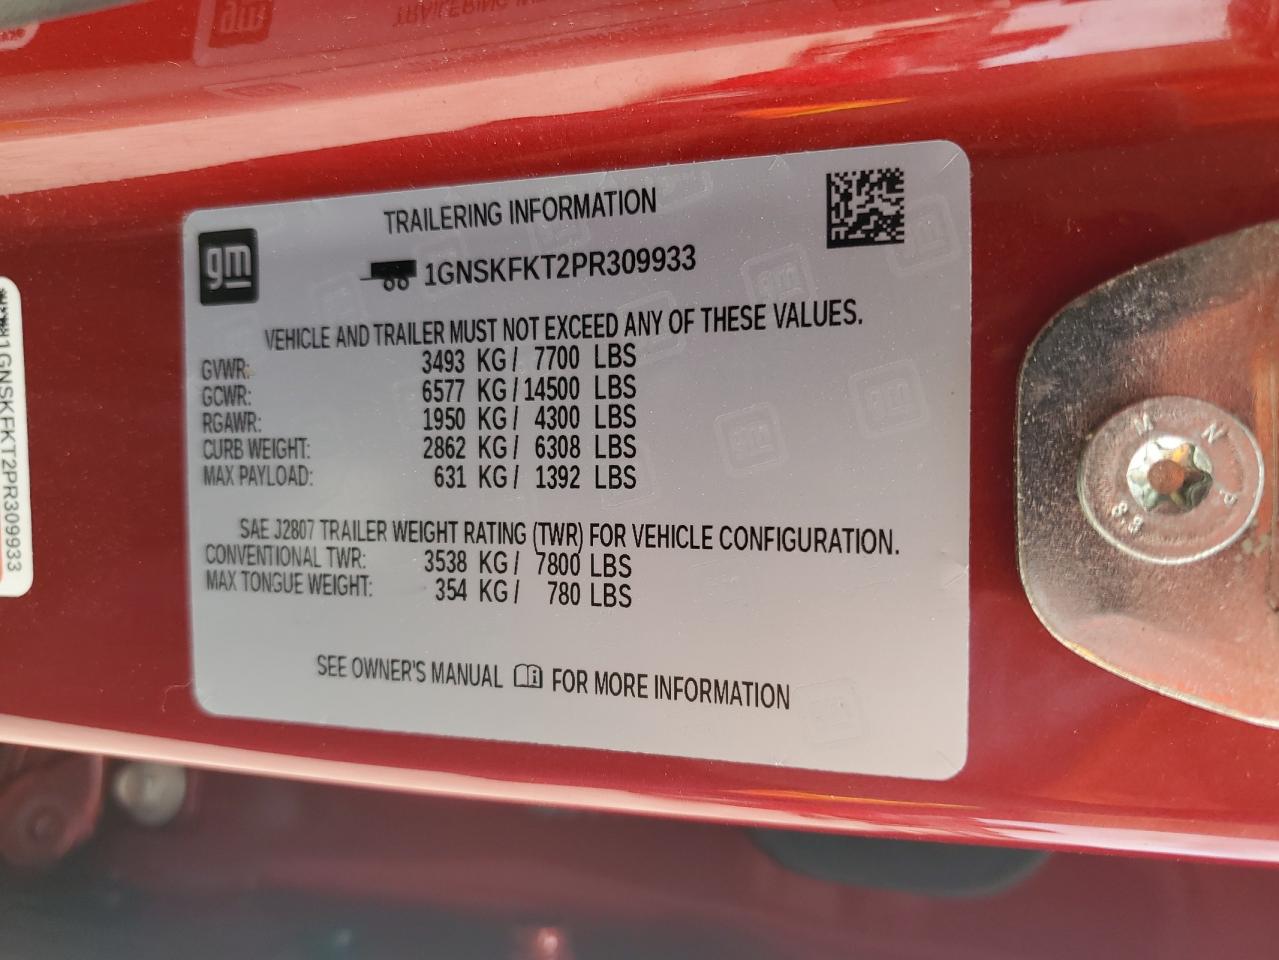 gm
TRAILERING INFORMATION
1GNSKFKT2PR309933
VEHICLE AND TRAILER MUST NOT EXCEED ANY OF THESE VALUES.
GVWR: 3493 KG/ 7700 LBS
GCWR: 6577 KG/14500 LBS
RGAWR: 1950 KG/ 4300 LBS
CURB WEIGHT: 2862 KG/ 6308 LBS
MAX PAYLOAD: 631 KG/ 1392 LBS
SAE J2807 TRAILER WEIGHT RATING (TWR) FOR VEHICLE CONFIGURATION.
CONVENTIONAL TWR: 3538 KG/ 7800 LBS
MAX TONGUE WEIGHT: 354 KG/ 780 LBS
SEE OWNER'S MANUAL FOR MORE INFORMATION
1GNSKFKT2PR309933
M N P 8 8